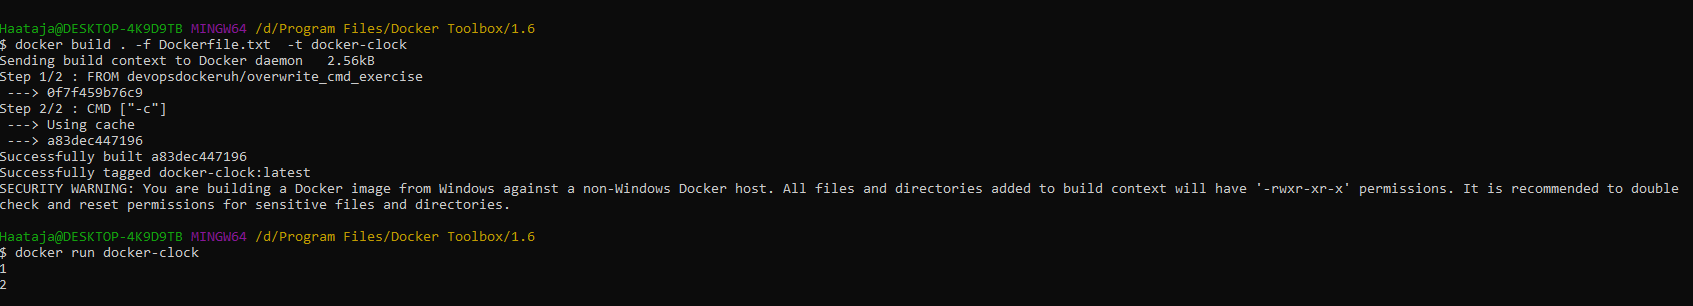 Haataja@DESKTOP-4K9D9TB MINGW64 /d/Program Files/Docker Toolbox/1.6
$ docker build . -f Dockerfile.txt  -t docker-clock
Sending build context to Docker daemon   2.56kB
Step 1/2 : FROM devopsdockeruh/overwrite_cmd_exercise
 ---> 0f7f459b76c9
Step 2/2 : CMD ["-c"]
 ---> Using cache
 ---> a83dec447196
Successfully built a83dec447196
Successfully tagged docker-clock:latest
SECURITY WARNING: You are building a Docker image from Windows against a non-Windows Docker host. All files and directories added to build context will have '-rwxr-xr-x' permissions. It is recommended to double
check and reset permissions for sensitive files and directories.
Haataja@DESKTOP-4K9D9TB MINGW64 /d/Program Files/Docker Toolbox/1.6
$ docker run docker-clock
1
2